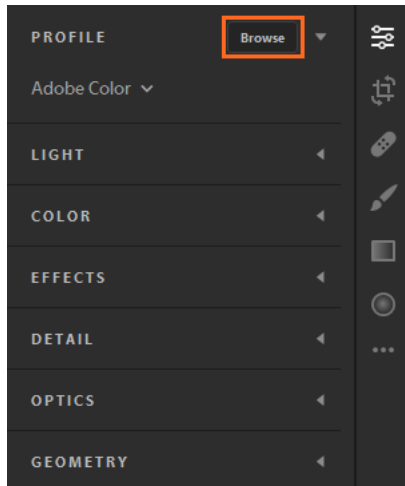 PROFILE Browse
Adobe Color
LIGHT
COLOR
EFFECTS
DETAIL
OPTICS
GEOMETRY